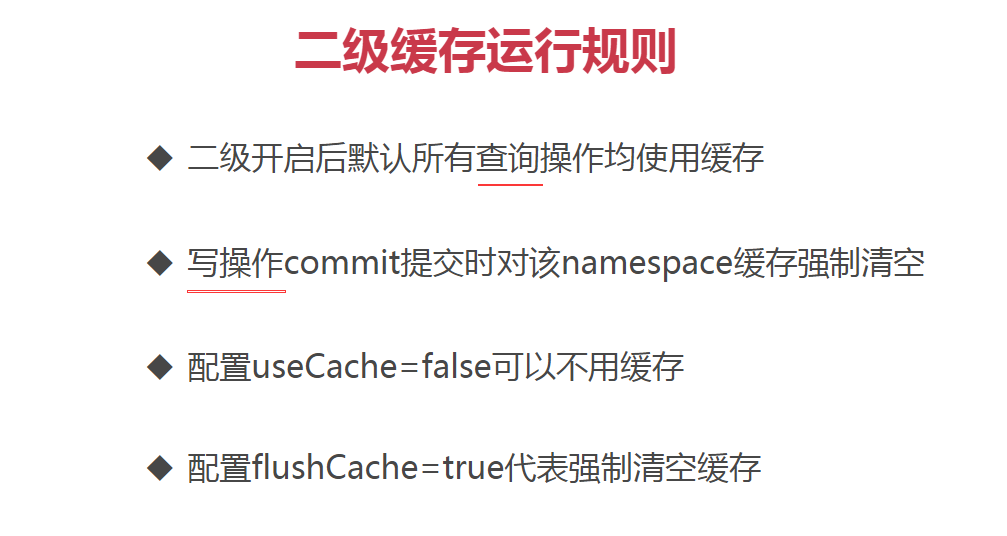 二级缓存运行规则
◆ 二级开启后默认所有查询操作均使用缓存
◆ 写操作commit提交时对该namespace缓存强制清空
◆ 配置useCache=false可以不用缓存
◆ 配置flushCache=true代表强制清空缓存